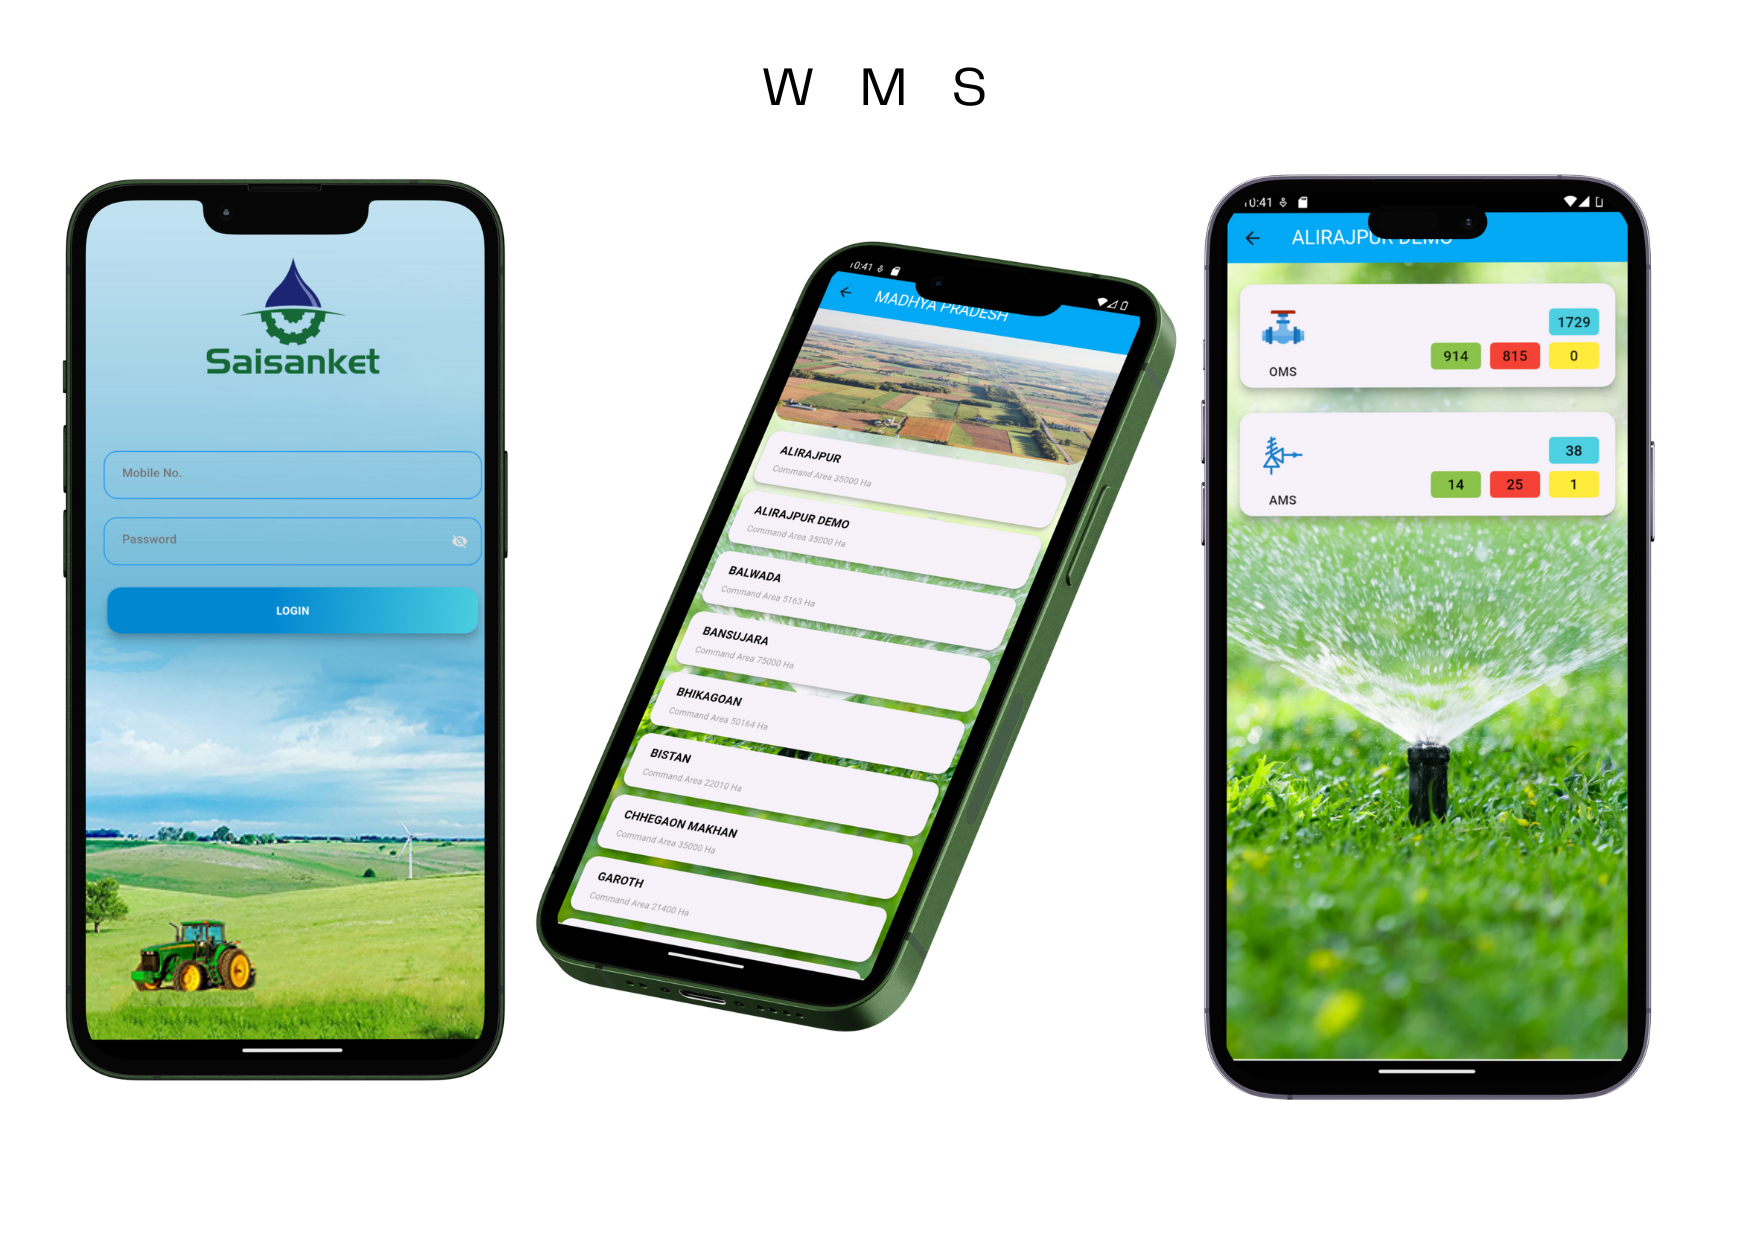 W M S
Saisanket
Mobile No.
Password
LOGIN
10:41
MADHYA PRADESH
ALIRAJPUR
Command Area 35000 Ha
ALIRAJPUR DEMO
Command Area 35000 Ha
BALWADA
Command Area 5163 Ha
BANSUJARA
Command Area 75000 Ha
BHIKAGOAN
Command Area 50164 Ha
BISTAN
Command Area 22010 Ha
CHHEGAON MAKHAN
Command Area 35000 Ha
GAROTH
Command Area 21400 Ha
10:41
ALIRAJPUR DEMO
1729
914 815 0
OMS
38
14 25 1
AMS